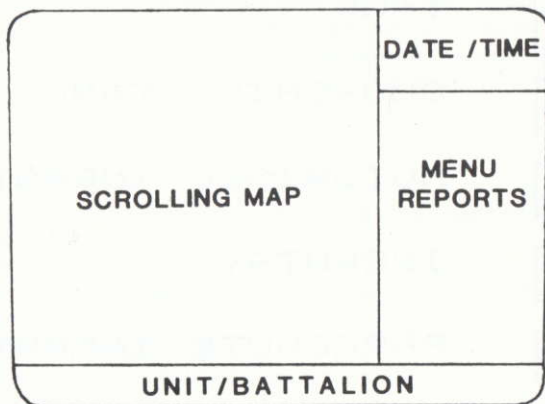 DATE /TIME
SCROLLING MAP
MENU
REPORTS
UNIT/BATTALION